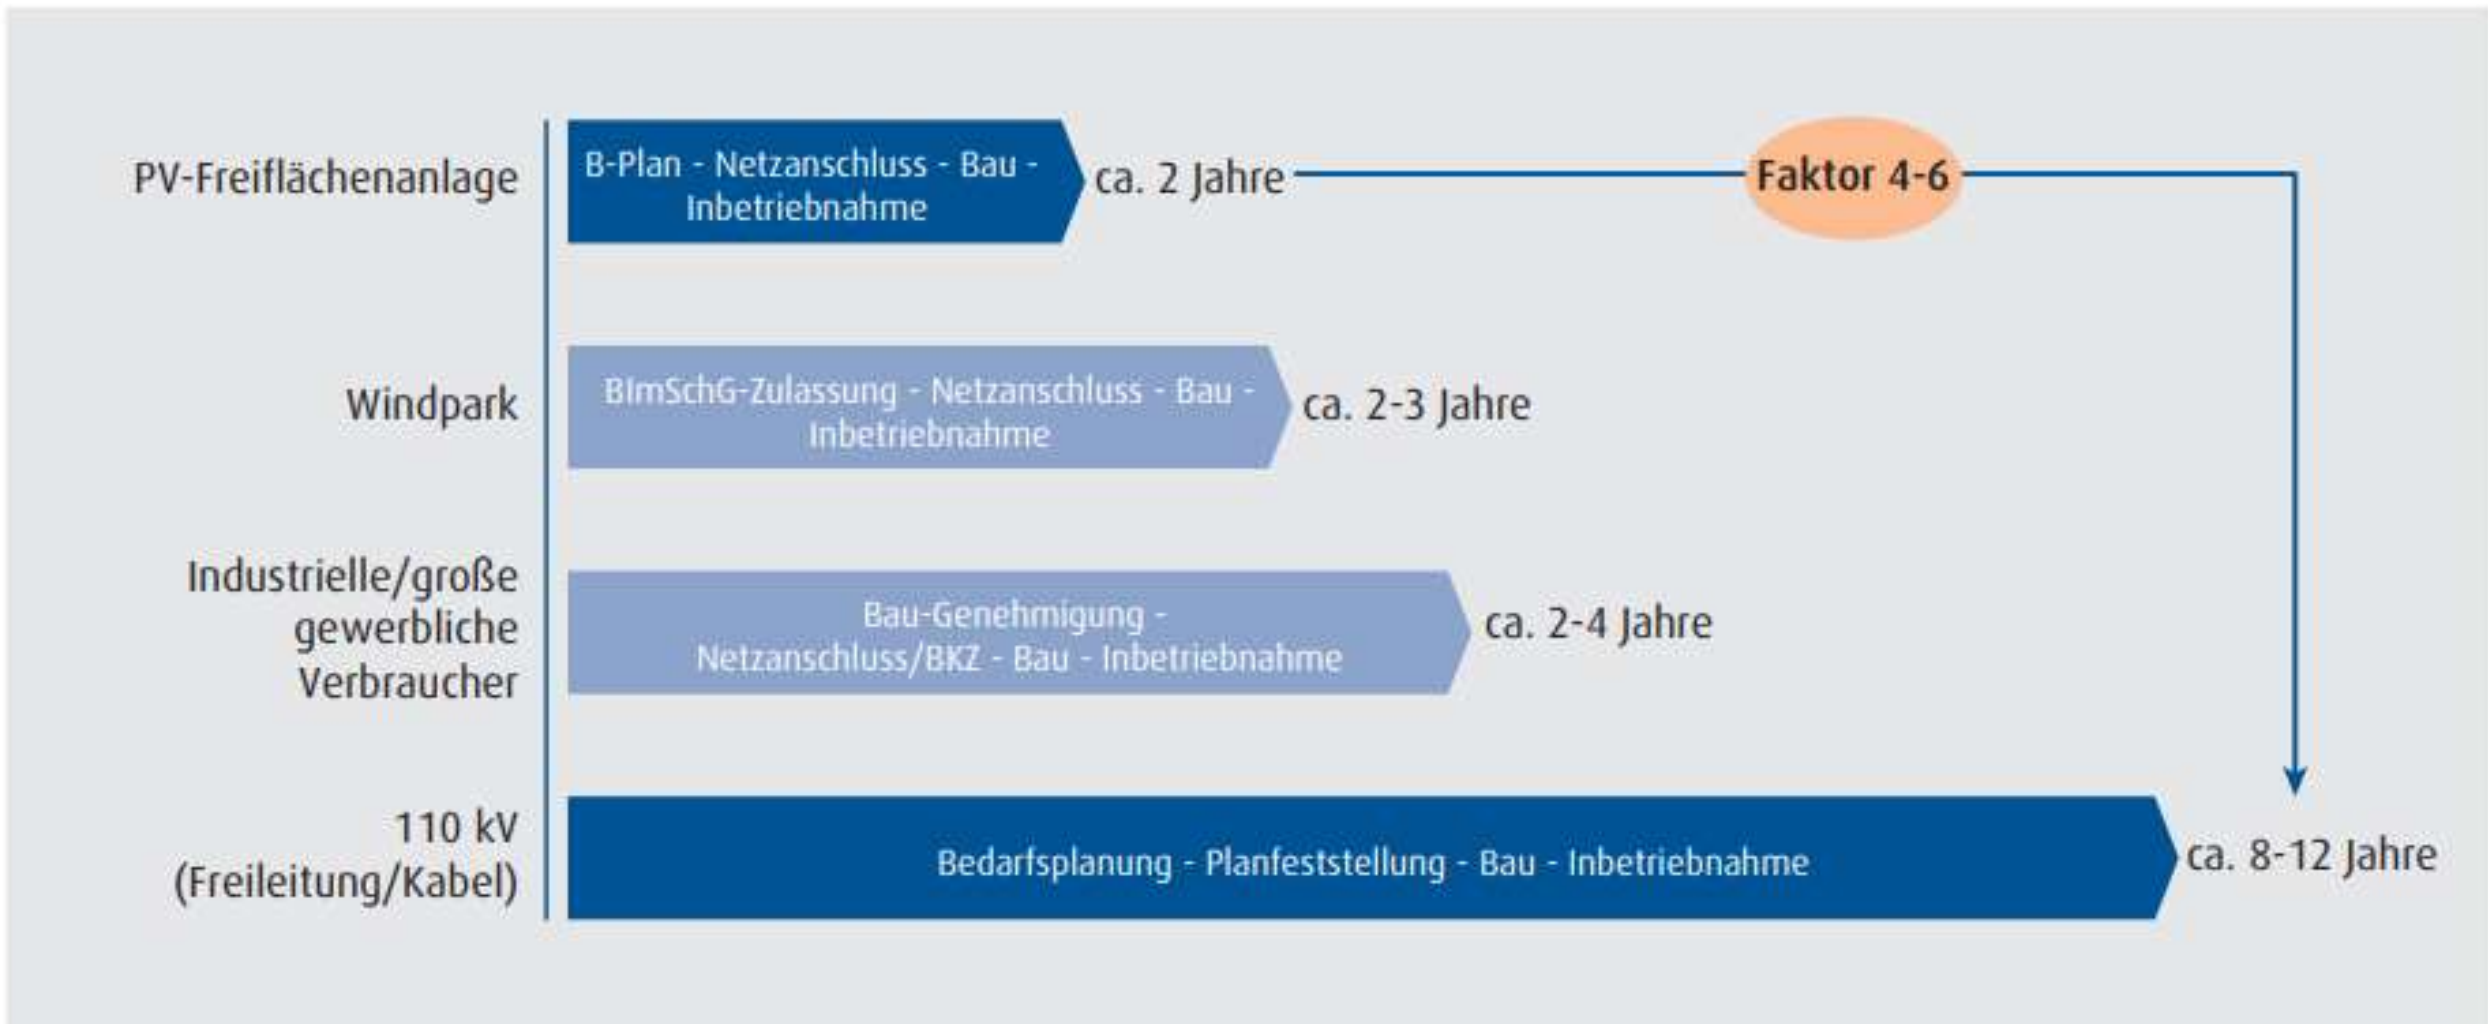 PV-Freiflächenanlage
B-Plan - Netzanschluss - Bau -
Inbetriebnahme
ca. 2 Jahre
Faktor 4-6
Windpark
BImSchG-Zulassung - Netzanschluss - Bau -
Inbetriebnahme
ca. 2-3 Jahre
Industrielle/große
gewerbliche
Verbraucher
Bau-Genehmigung -
Netzanschluss/BKZ - Bau - Inbetriebnahme
ca. 2-4 Jahre
110 kV
(Freileitung/Kabel)
Bedarfsplanung - Planfeststellung - Bau - Inbetriebnahme
ca. 8-12 Jahre